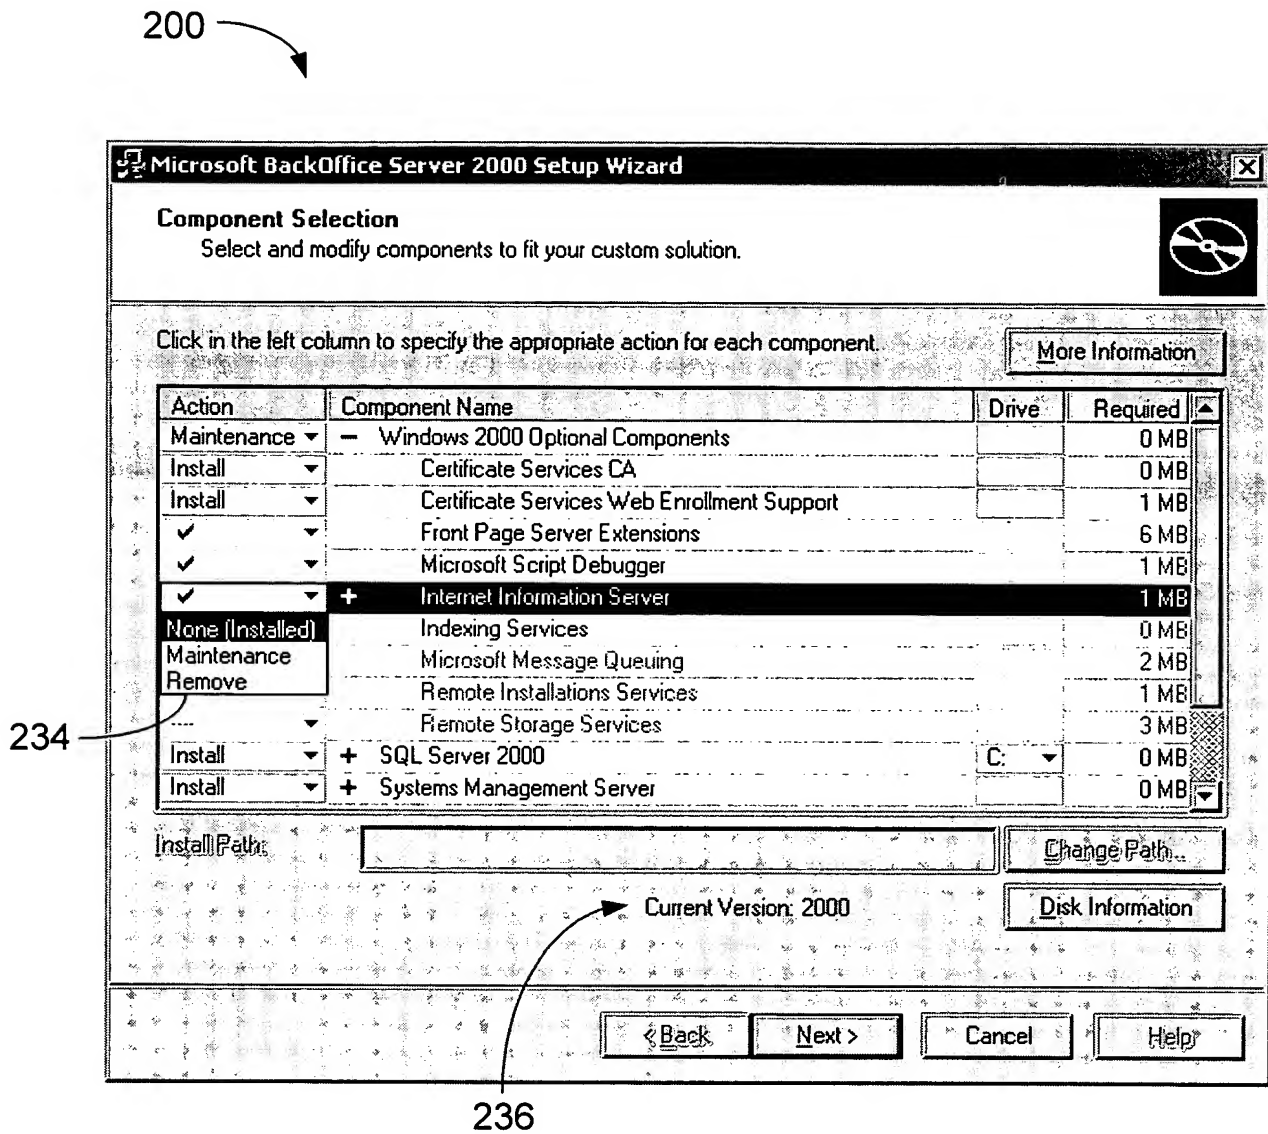 200
Microsoft BackOffice Server 2000 Setup Wizard
Component Selection
Select and modify components to fit your custom solution.
Click in the left column to specify the appropriate action for each component.
More Information
Action Component Name Drive Required
Maintenance − Windows 2000 Optional Components 0 MB
Install Certificate Services CA 0 MB
Install Certificate Services Web Enrollment Support 1 MB
✓ Front Page Server Extensions 6 MB
✓ Microsoft Script Debugger 1 MB
✓ + Internet Information Server 1 MB
None (Installed) Indexing Services 0 MB
Maintenance Microsoft Message Queuing 2 MB
Remove Remote Installations Services 1 MB
--- Remote Storage Services 3 MB
234
Install + SQL Server 2000 C: 0 MB
Install + Systems Management Server 0 MB
Install Path: Change Path...
Current Version: 2000 Disk Information
< Back Next > Cancel Help
236